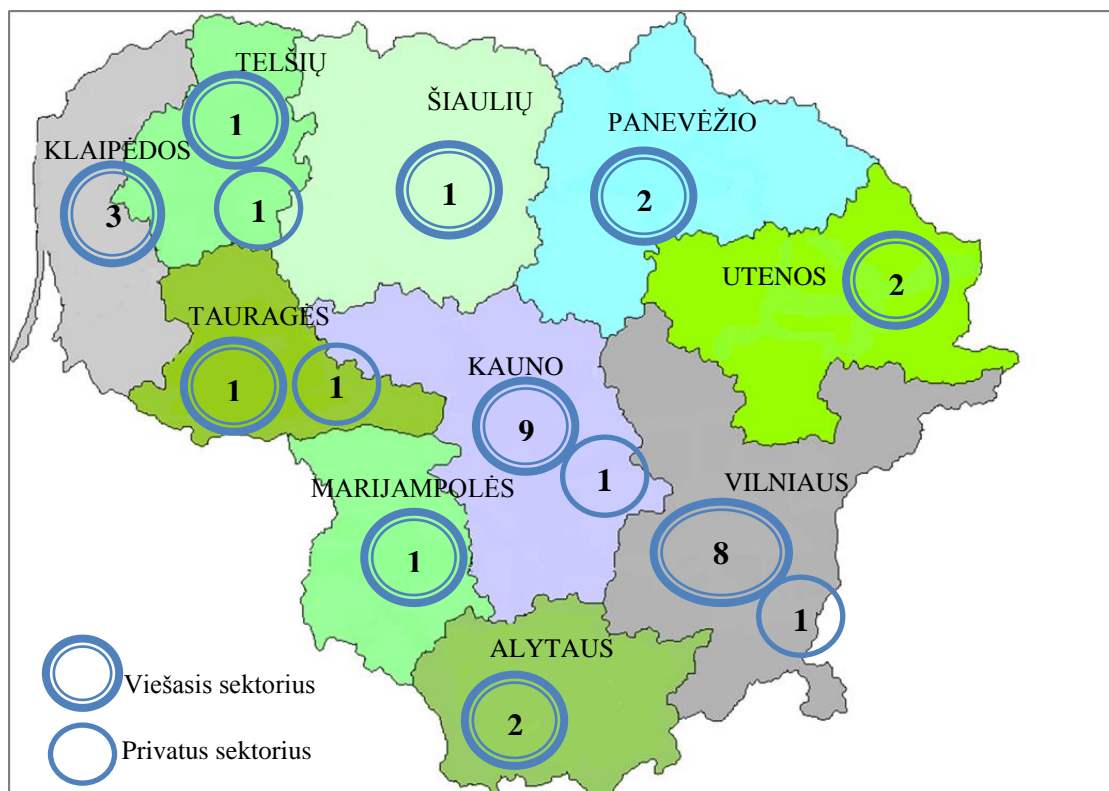 TELŠIŲ
1
ŠIAULIŲ
PANEVĖŽIO
KLAIPĖDOS
3
1
1
2
UTENOS
2
TAURAGĖS
1
1
KAUNO
9
1
MARIJAMPOLĖS
1
VILNIAUS
8
1
ALYTAUS
2
Viešasis sektorius
Privatus sektorius